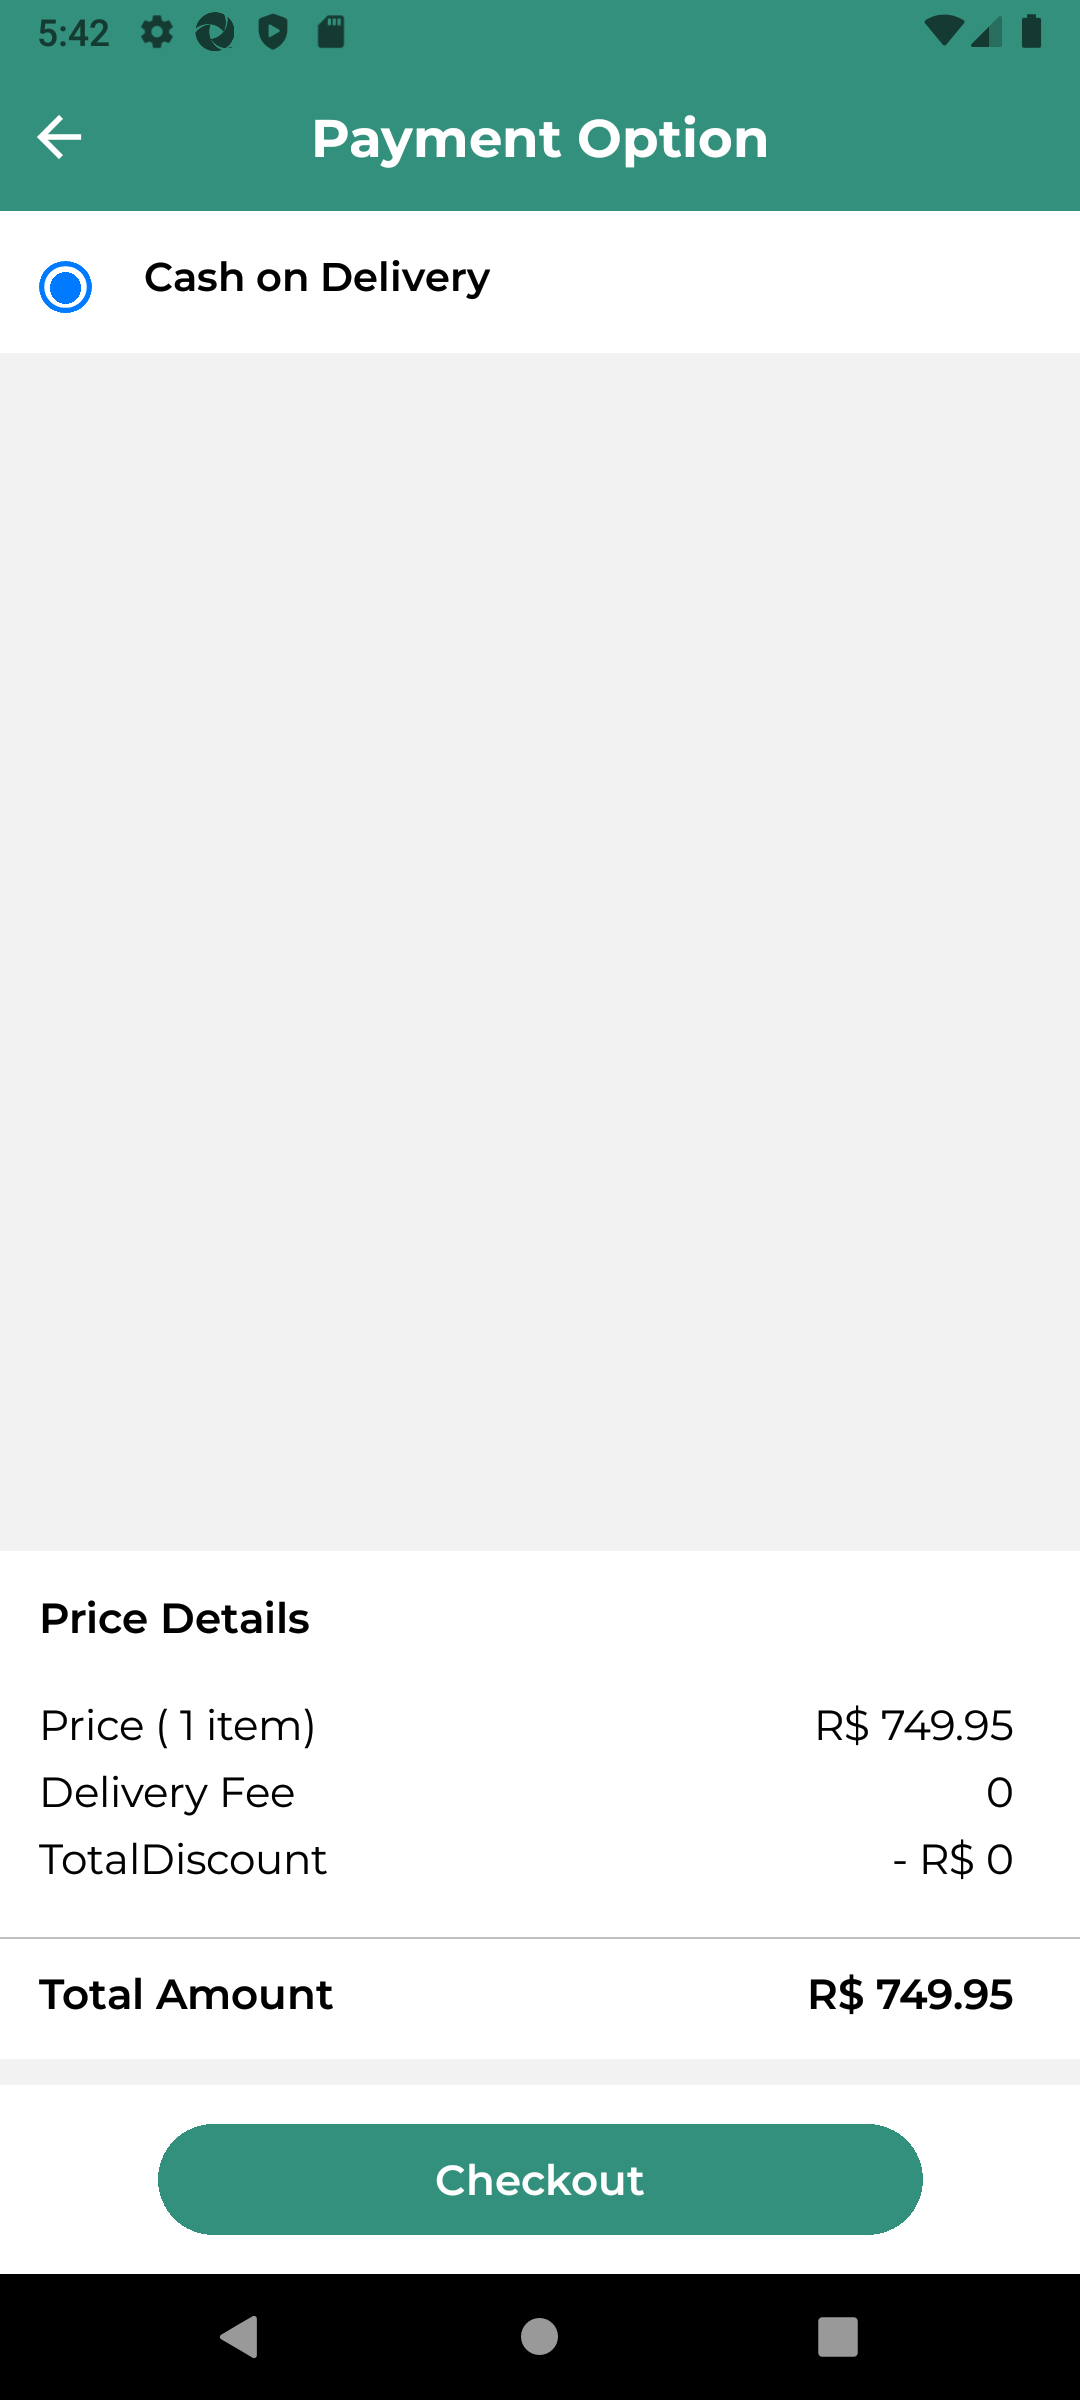 5:42
Payment Option
Cash on Delivery
Price Details
Price ( 1 item) R$ 749.95
Delivery Fee 0
TotalDiscount - R$ 0
Total Amount R$ 749.95
Checkout